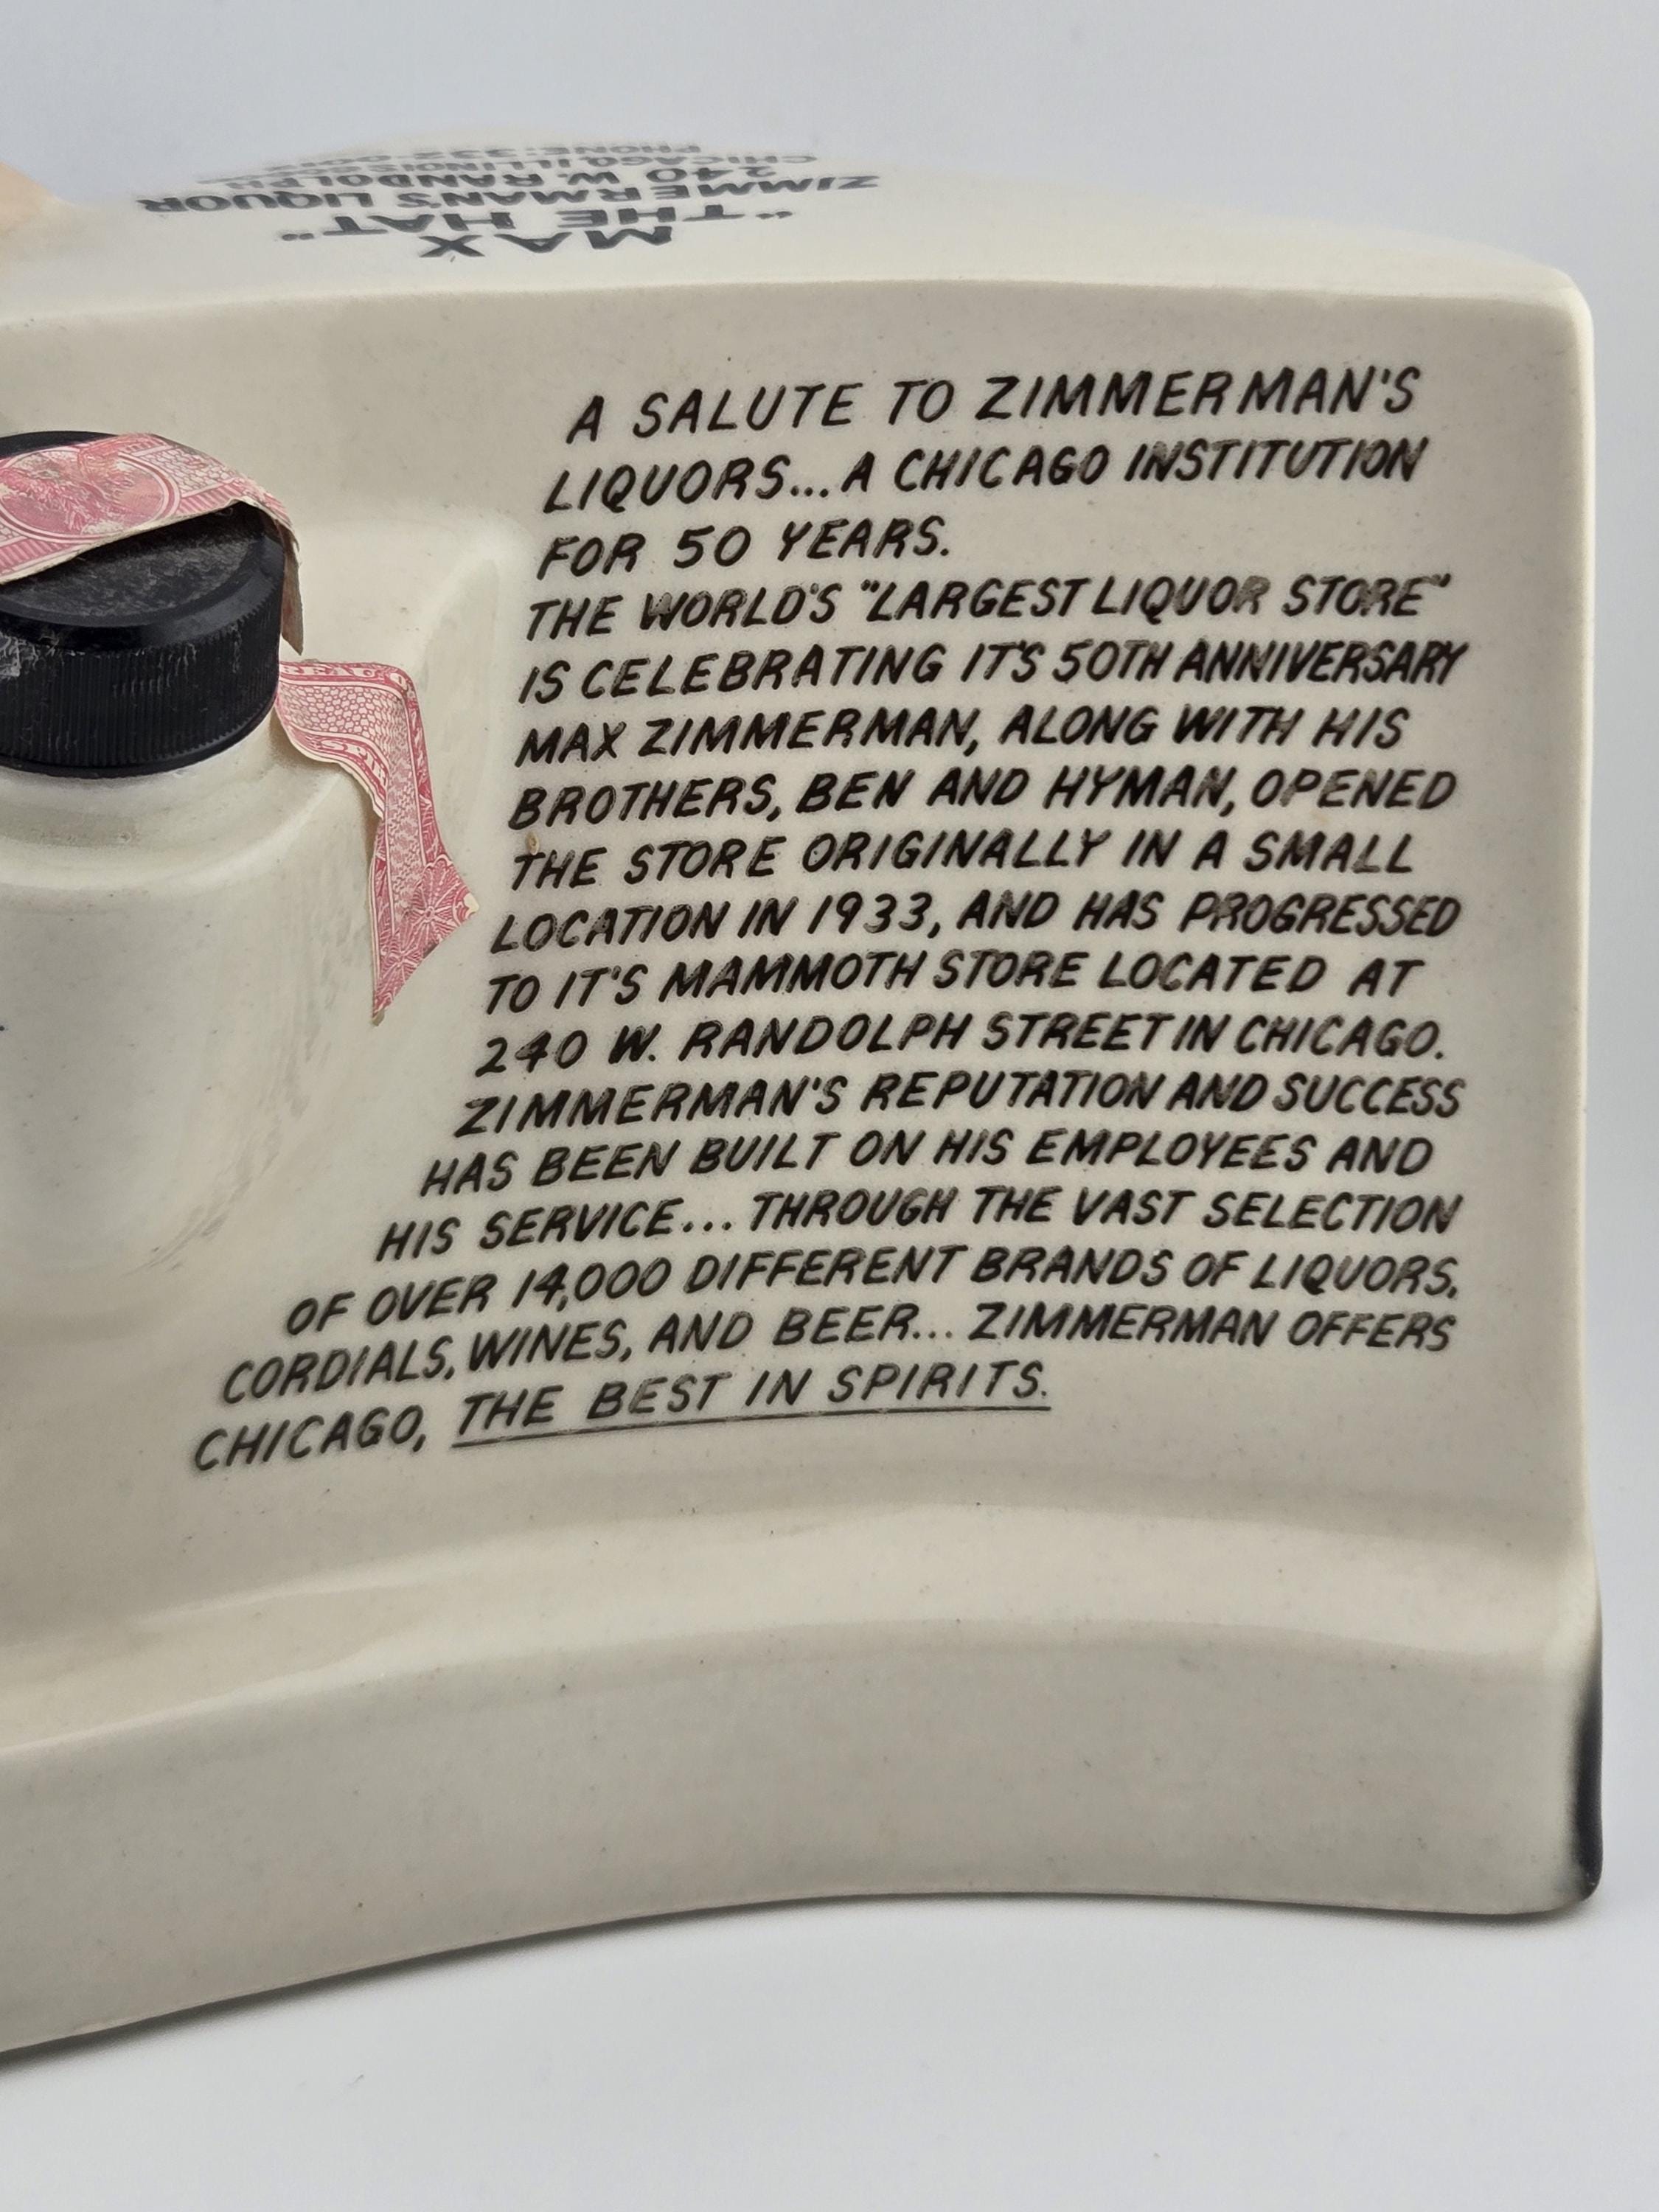 MAX
"THE HAT"
ZIMMERMAN'S LIQUOR
240 W. RANDOLPH
CHICAGO, ILLINOIS
PHONE: 332-
A SALUTE TO ZIMMERMAN'S
LIQUORS...A CHICAGO INSTITUTION
FOR 50 YEARS.
THE WORLD'S "LARGEST LIQUOR STORE"
IS CELEBRATING IT'S 50TH ANNIVERSARY
MAX ZIMMERMAN, ALONG WITH HIS
BROTHERS, BEN AND HYMAN, OPENED
THE STORE ORIGINALLY IN A SMALL
LOCATION IN 1933, AND HAS PROGRESSED
TO IT'S MAMMOTH STORE LOCATED AT
240 W. RANDOLPH STREET IN CHICAGO.
ZIMMERMAN'S REPUTATION AND SUCCESS
HAS BEEN BUILT ON HIS EMPLOYEES AND
HIS SERVICE... THROUGH THE VAST SELECTION
OF OVER 14,000 DIFFERENT BRANDS OF LIQUORS,
CORDIALS, WINES, AND BEER... ZIMMERMAN OFFERS
CHICAGO, THE BEST IN SPIRITS.